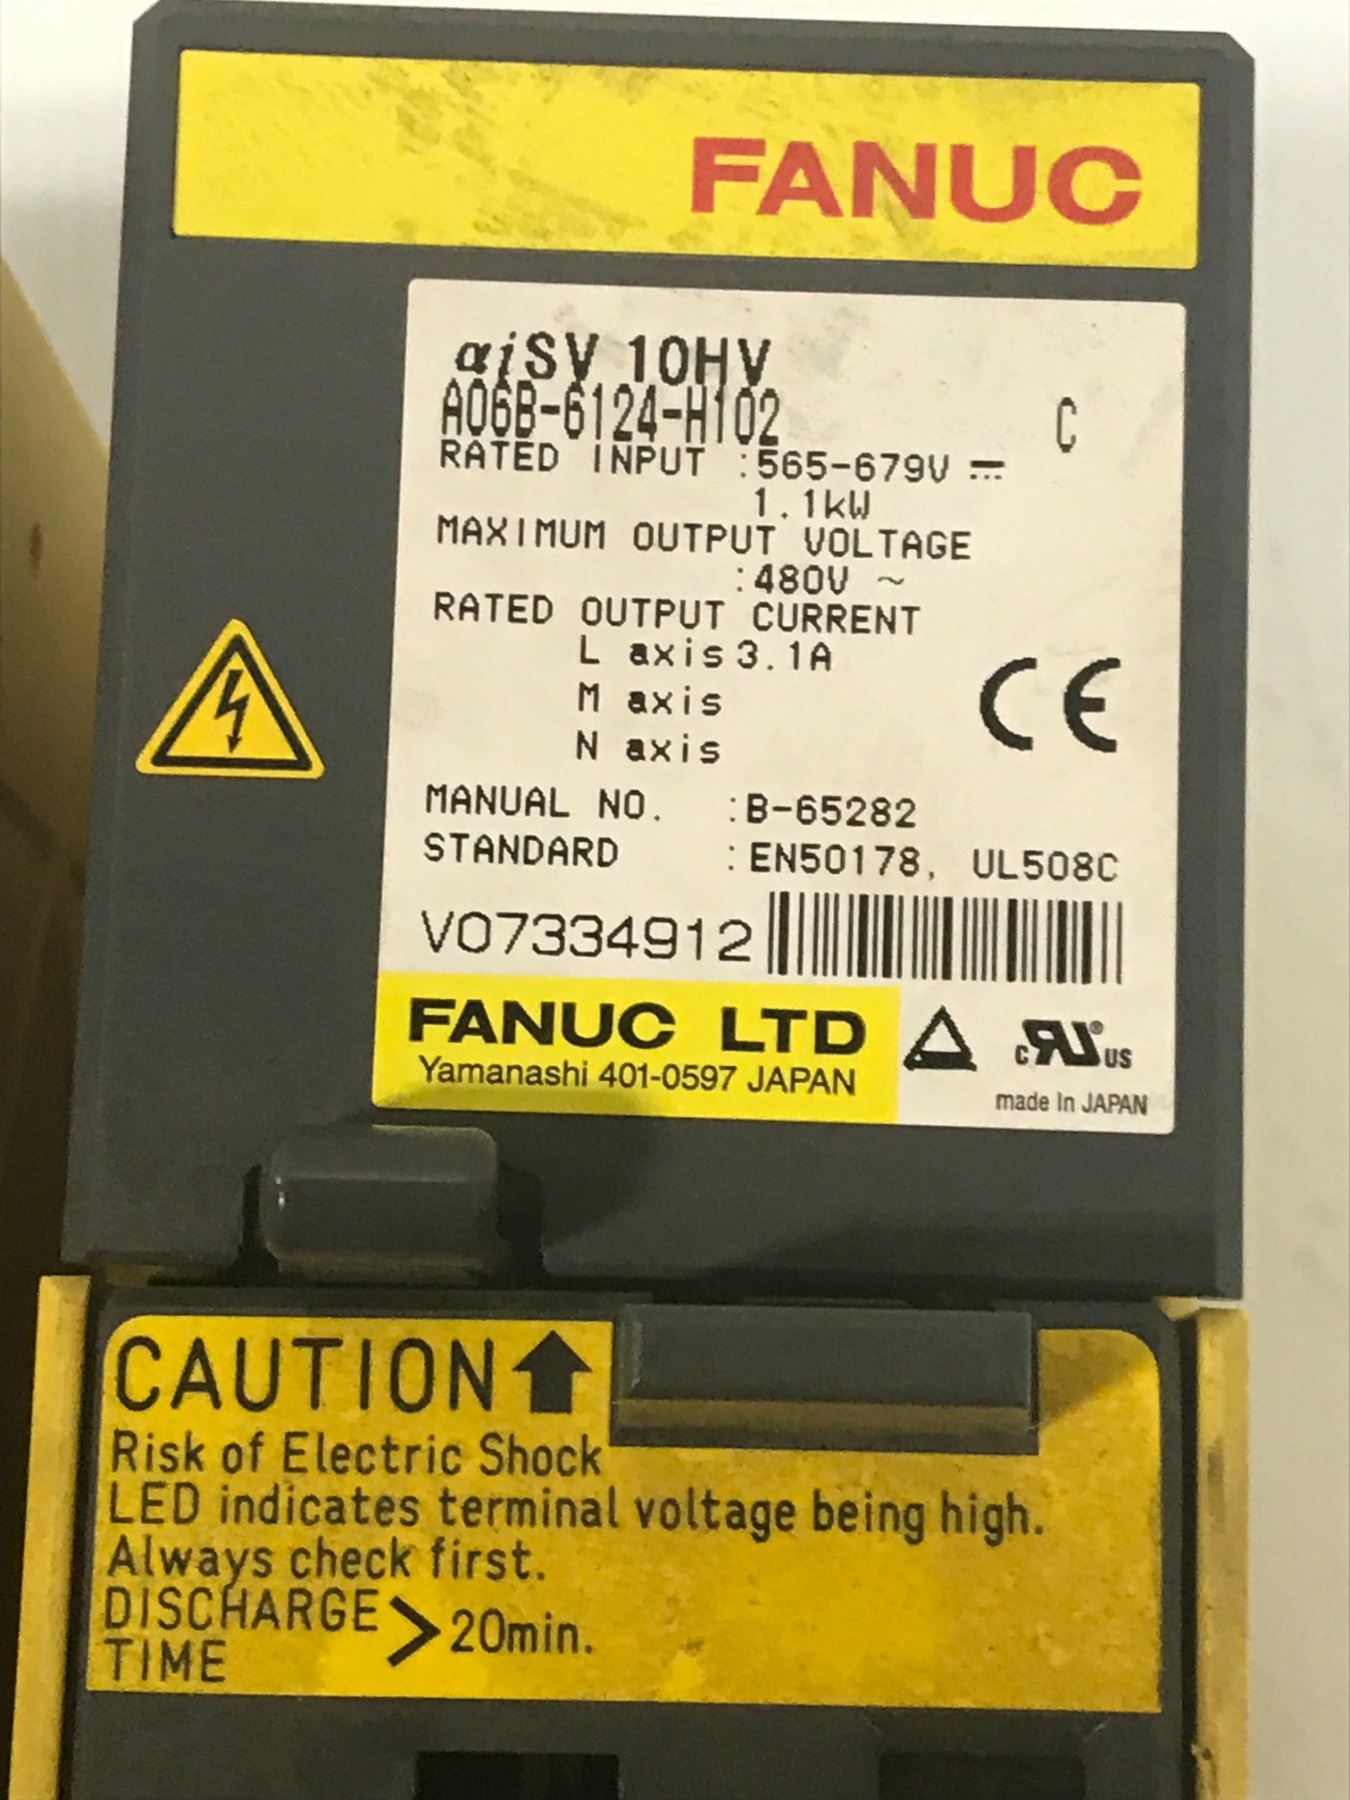 FANUC
αiSV 10HV
A06B-6124-H102 C
RATED INPUT :565-679V ⎓
1.1kW
MAXIMUM OUTPUT VOLTAGE
:480V ~
RATED OUTPUT CURRENT
L axis 3.1A
M axis
N axis
CE
MANUAL NO. :B-65282
STANDARD :EN50178, UL508C
V07334912
FANUC LTD
Yamanashi 401-0597 JAPAN
c RU ® US
made In JAPAN
CAUTION
Risk of Electric Shock
LED indicates terminal voltage being high.
Always check first.
DISCHARGE
TIME > 20min.